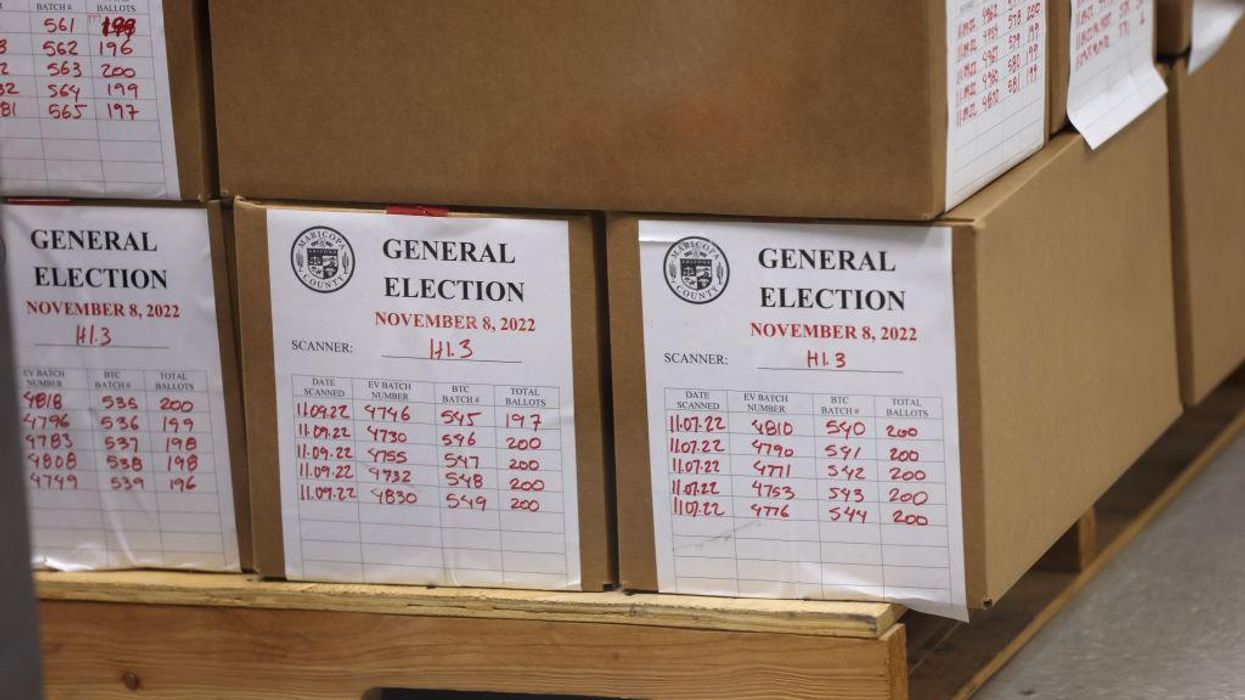 BATCH # BALLOTS
561
562 196
563 200
564 199
565 197
GENERAL
ELECTION
NOVEMBER 8, 2022
H1.3
EV BATCH NUMBER BTC BATCH # TOTAL BALLOTS
4818 535 200
4796 536 199
4783 537 198
4808 538 198
4749 539 196
MARICOPA COUNTY
ARIZONA
GENERAL
ELECTION
NOVEMBER 8, 2022
SCANNER: H1.3
DATE SCANNED EV BATCH NUMBER BTC BATCH # TOTAL BALLOTS
11.09.22 4746 545 197
11.09.22 4730 546 200
11.09.22 4755 547 200
11.09.22 4732 548 200
11.09.22 4830 549 200
MARICOPA COUNTY
ARIZONA
GENERAL
ELECTION
NOVEMBER 8, 2022
SCANNER: H1.3
DATE SCANNED EV BATCH NUMBER BTC BATCH # TOTAL BALLOTS
11.07.22 4810 540 200
11.07.22 4790 541 200
11.07.22 4771 542 200
11.07.22 4753 543 200
11.07.22 4776 544 200